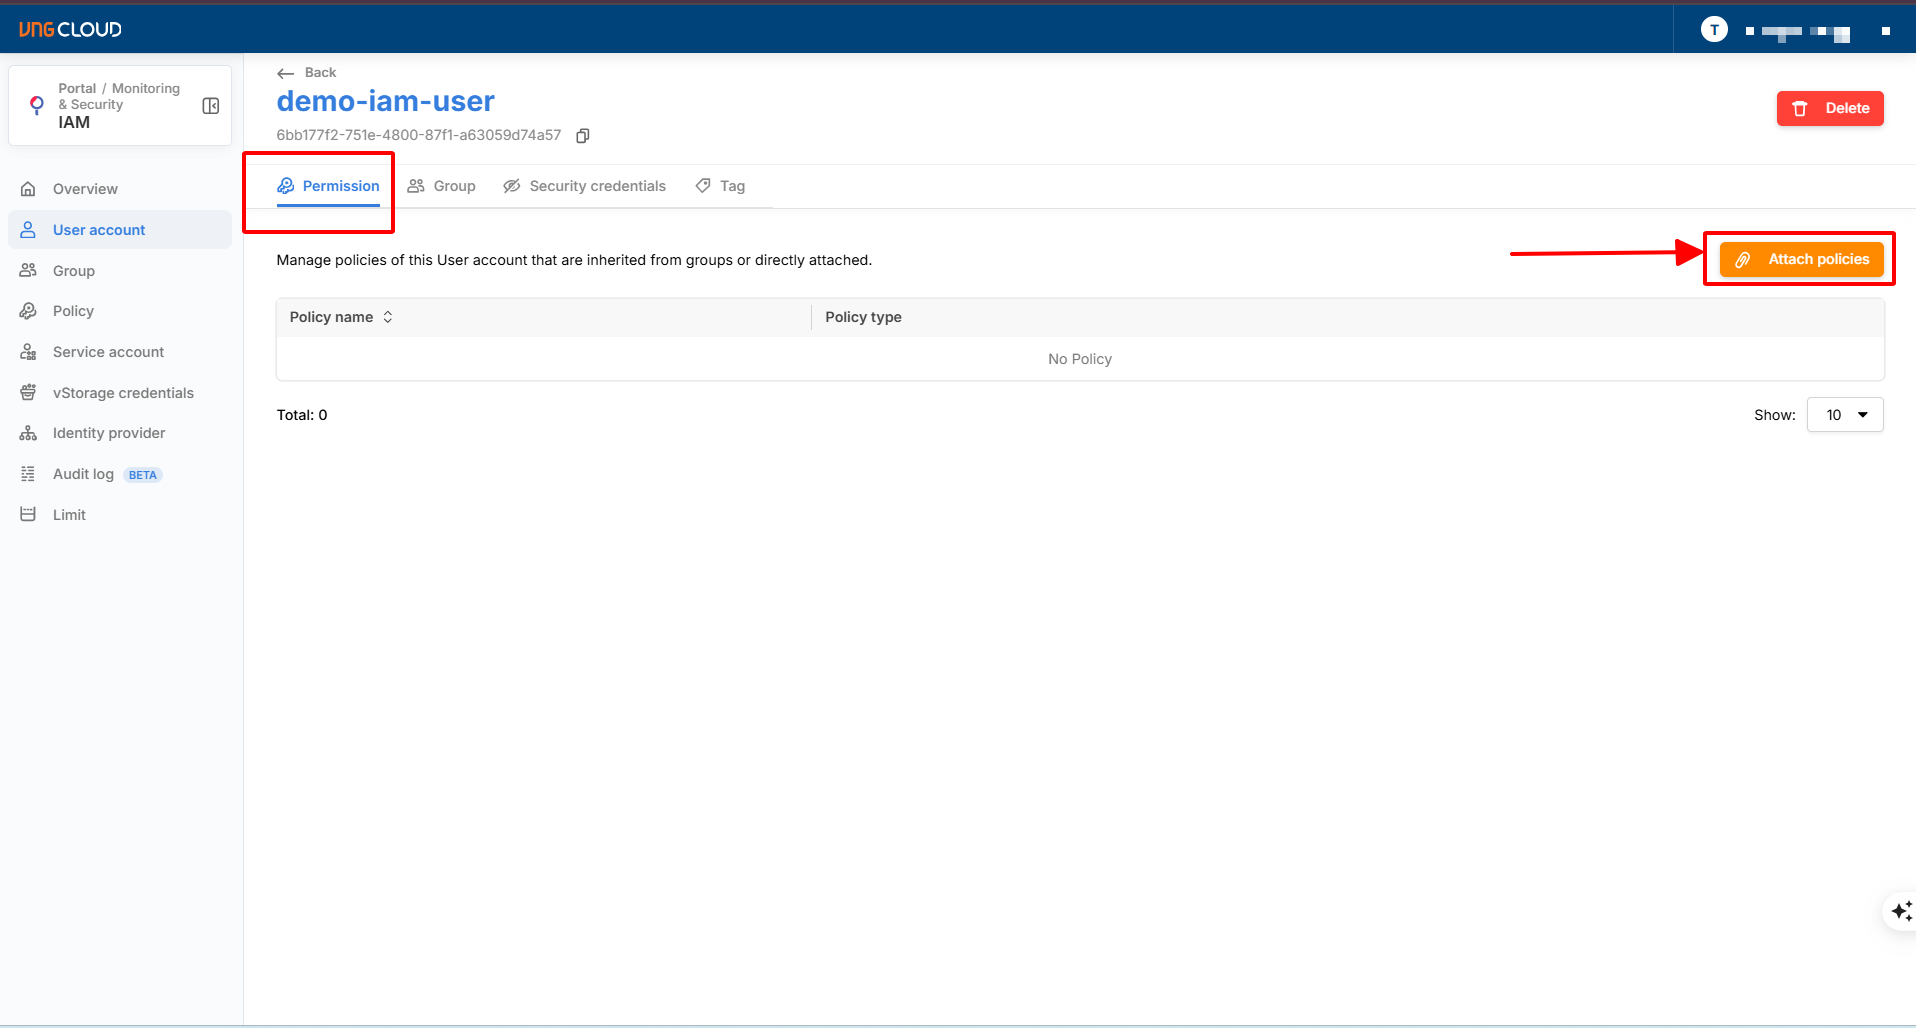 VNG CLOUD
T
Portal / Monitoring
& Security
IAM
Overview
User account
Group
Policy
Service account
vStorage credentials
Identity provider
Audit log BETA
Limit
Back
demo-iam-user
6bb177f2-751e-4800-87f1-a63059d74a57
Delete
Permission
Group
Security credentials
Tag
Manage policies of this User account that are inherited from groups or directly attached.
Attach policies
Policy name
Policy type
No Policy
Total: 0
Show: 10